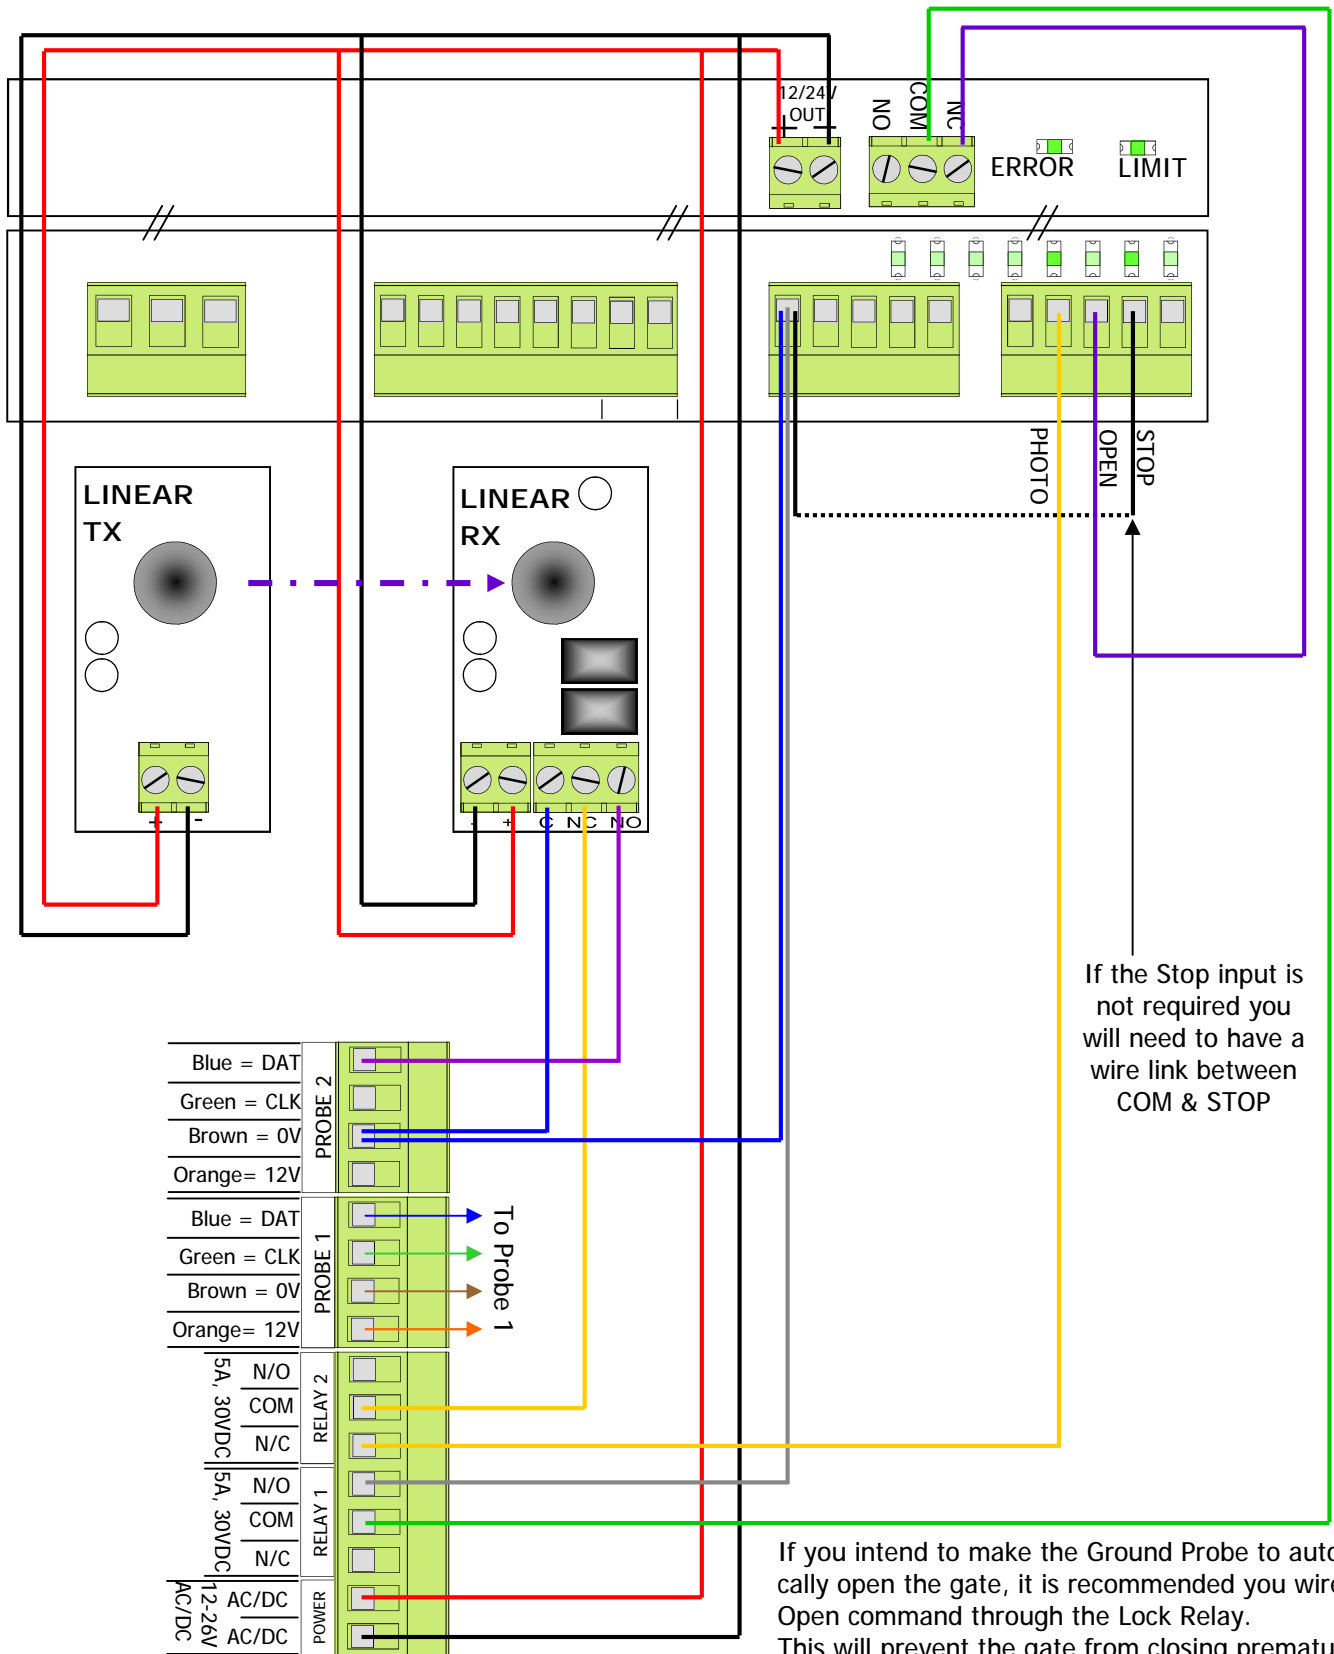 12/24V
OUT
+
NO
COM
NC
ERROR
LIMIT
PHOTO
OPEN
STOP
LINEAR
TX
+ -
LINEAR
RX
- + C NC NO
If the Stop input is
not required you
will need to have a
wire link between
COM & STOP
PROBE 2
Blue = DAT
Green = CLK
Brown = 0V
Orange= 12V
PROBE 1
Blue = DAT
Green = CLK
Brown = 0V
Orange= 12V
To Probe 1
5A, 30VDC
N/O
COM
N/C
RELAY 2
5A, 30VDC
N/O
COM
N/C
RELAY 1
12-26V
AC/DC
AC/DC
AC/DC
POWER
If you intend to make the Ground Probe to auto
cally open the gate, it is recommended you wire
Open command through the Lock Relay.
This will prevent the gate from closing prematu